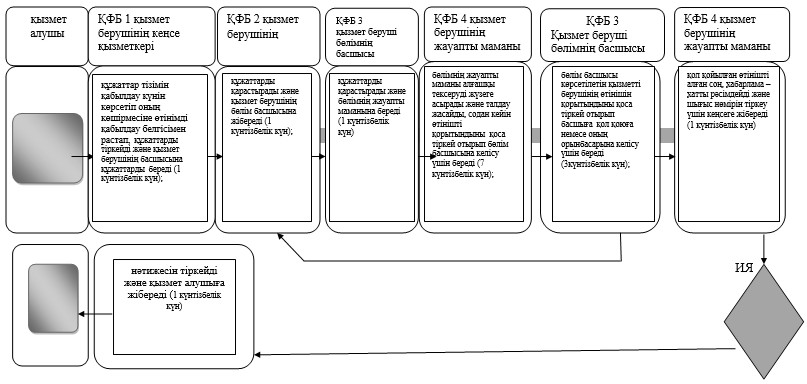 қызмет
алушы
ҚФБ 1 қызмет
берушінің кеңсе
қызметкері
ҚФБ 2 қызмет
берушінің
ҚФБ 3
қызмет беруші
бөлімнің
басшысы
ҚФБ 4 қызмет
берушінің
жауапты маманы
ҚФБ 3
Қызмет беруші
бөлімнің басшысы
ҚФБ 4 қызмет
берушінің
жауапты маманы
құжаттар тізімін
қабылдау күнін
көрсетіп оның
көшірмесіне өтінімді
қабылдау белгісімен
растап, құжаттарды
тіркейді және қызмет
берушінің басшысына
құжаттарды береді (1
күнтізбелік күн);
құжаттарды
қарастырады және
қызмет берушінің
бөлім басшысына
жібереді (1
күнтізбелік күн);
құжаттарды
қарастырады және
бөлімнің жауапты
маманына береді
(1 күнтізбелік
күн)
бөлімнің жауапты
маманы алғашқы
тексеруді жүзеге
асырады және талдау
жасайды, содан кейін
өтінішті
қорытындыны қоса
тіркей отырып бөлім
басшысына келісу
үшін береді (7
күнтізбелік күн);
бөлім басшысы
көрсетілетін қызметті
берушінің өтінішін
қорытындыны қоса
тіркей отырып
басшыға қол қоюға
немесе оның
орынбасарына келісу
үшін береді
(3күнтізбелік күн);
қол қойылған өтінішті
алған соң, хабарлама –
хатты рәсімдейді және
шығыс нөмірін тіркеу
үшін кеңсеге жібереді
(1 күнтізбелік күн)
нәтижесін тіркейді
және қызмет алушыға
жібереді (1 күнтізбелік
күн)
ИЯ